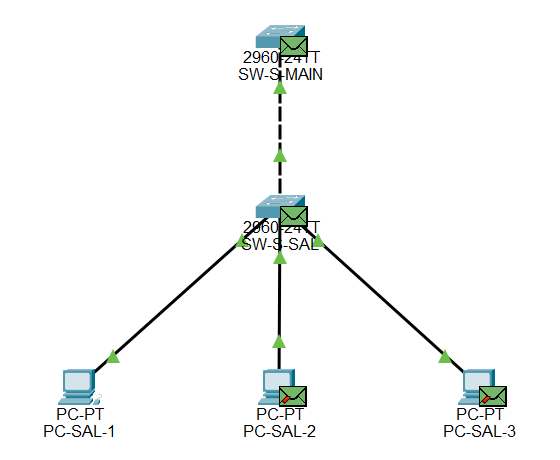 2960-24TT
SW-S-MAIN
2960-24TT
SW-S-SAL
PC-PT
PC-SAL-1
PC-PT
PC-SAL-2
PC-PT
PC-SAL-3